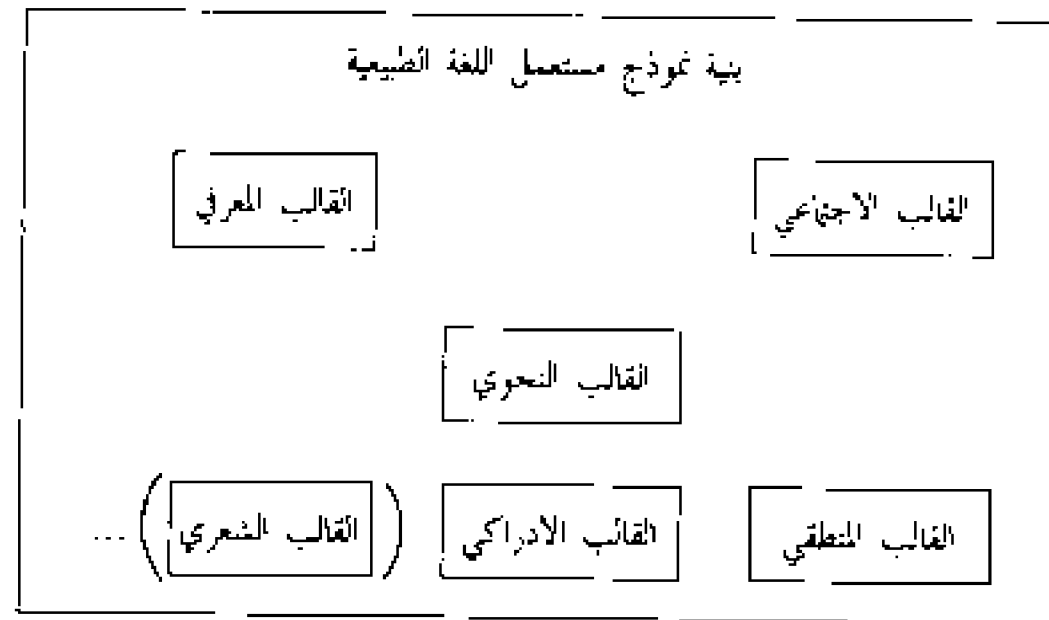 بنية نموذج مستعمل اللغة الطبيعية
القالب الاجتماعي
القالب المعرفي
القالب النحوي
القالب المنطقي
القالب الادراكي
(القالب الشعري) ...